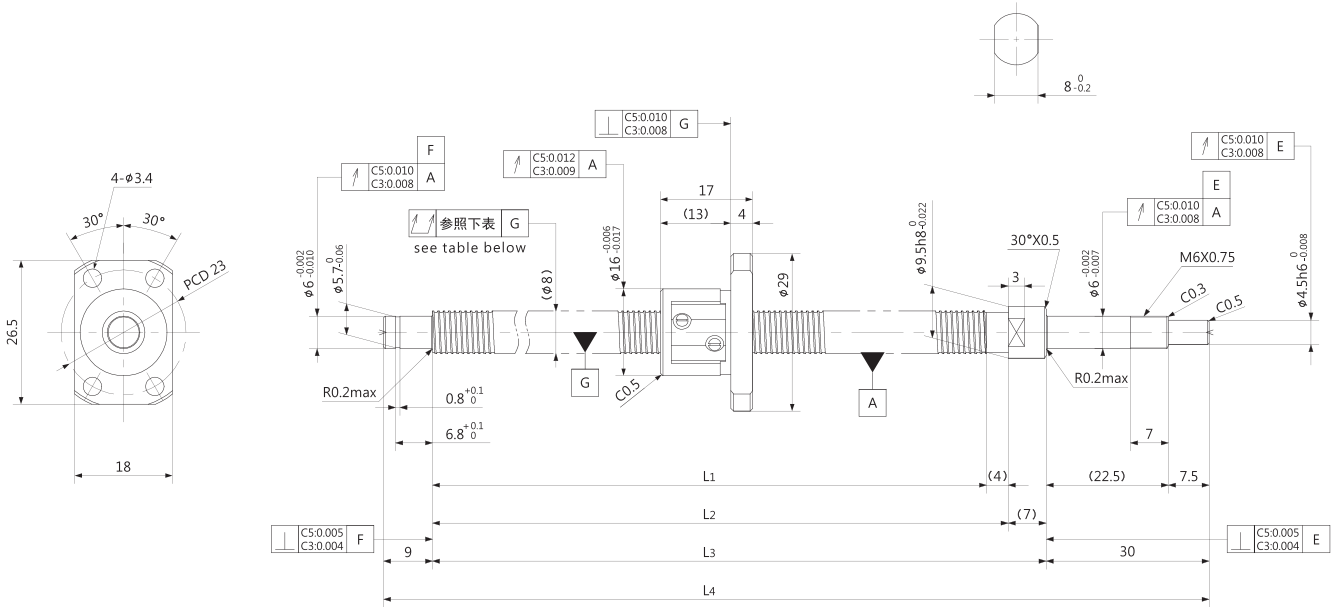 8 0 -0.2
⊥ C5:0.010 C3:0.008 G
F
↗ C5:0.010 C3:0.008 A
↗ C5:0.012 C3:0.009 A
↗ C5:0.010 C3:0.008 E
E
↗ C5:0.010 C3:0.008 A
4-φ3.4
30°
30°
PCD 23
26.5
18
参照下表 G
see table below
φ6 -0.002 -0.010
φ5.7 0 -0.06
(φ8)
φ16 -0.006 -0.017
17
(13)
4
φ29
φ9.5h8 0 -0.022
30°X0.5
3
φ6 -0.002 -0.007
M6X0.75
C0.3
C0.5
φ4.5h6 0 -0.008
R0.2max
G
C0.5
A
R0.2max
0.8 +0.1 0
6.8 +0.1 0
7
L1
(4)
(22.5)
7.5
L2
(7)
⊥ C5:0.005 C3:0.004 F
⊥ C5:0.005 C3:0.004 E
9
L3
30
L4